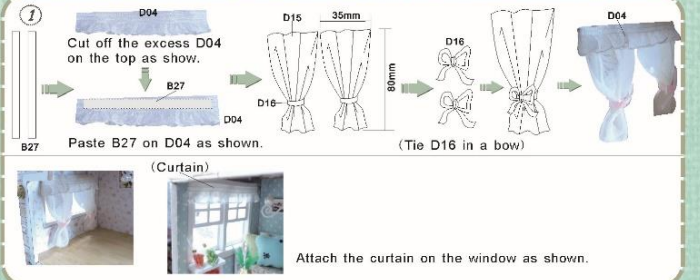 1
D04
Cut off the excess D04
on the top as show.
B27
D04
B27
Paste B27 on D04 as shown.
D15
35mm
D16
80mm
D16
(Tie D16 in a bow)
D04
(Curtain)
Attach the curtain on the window as shown.